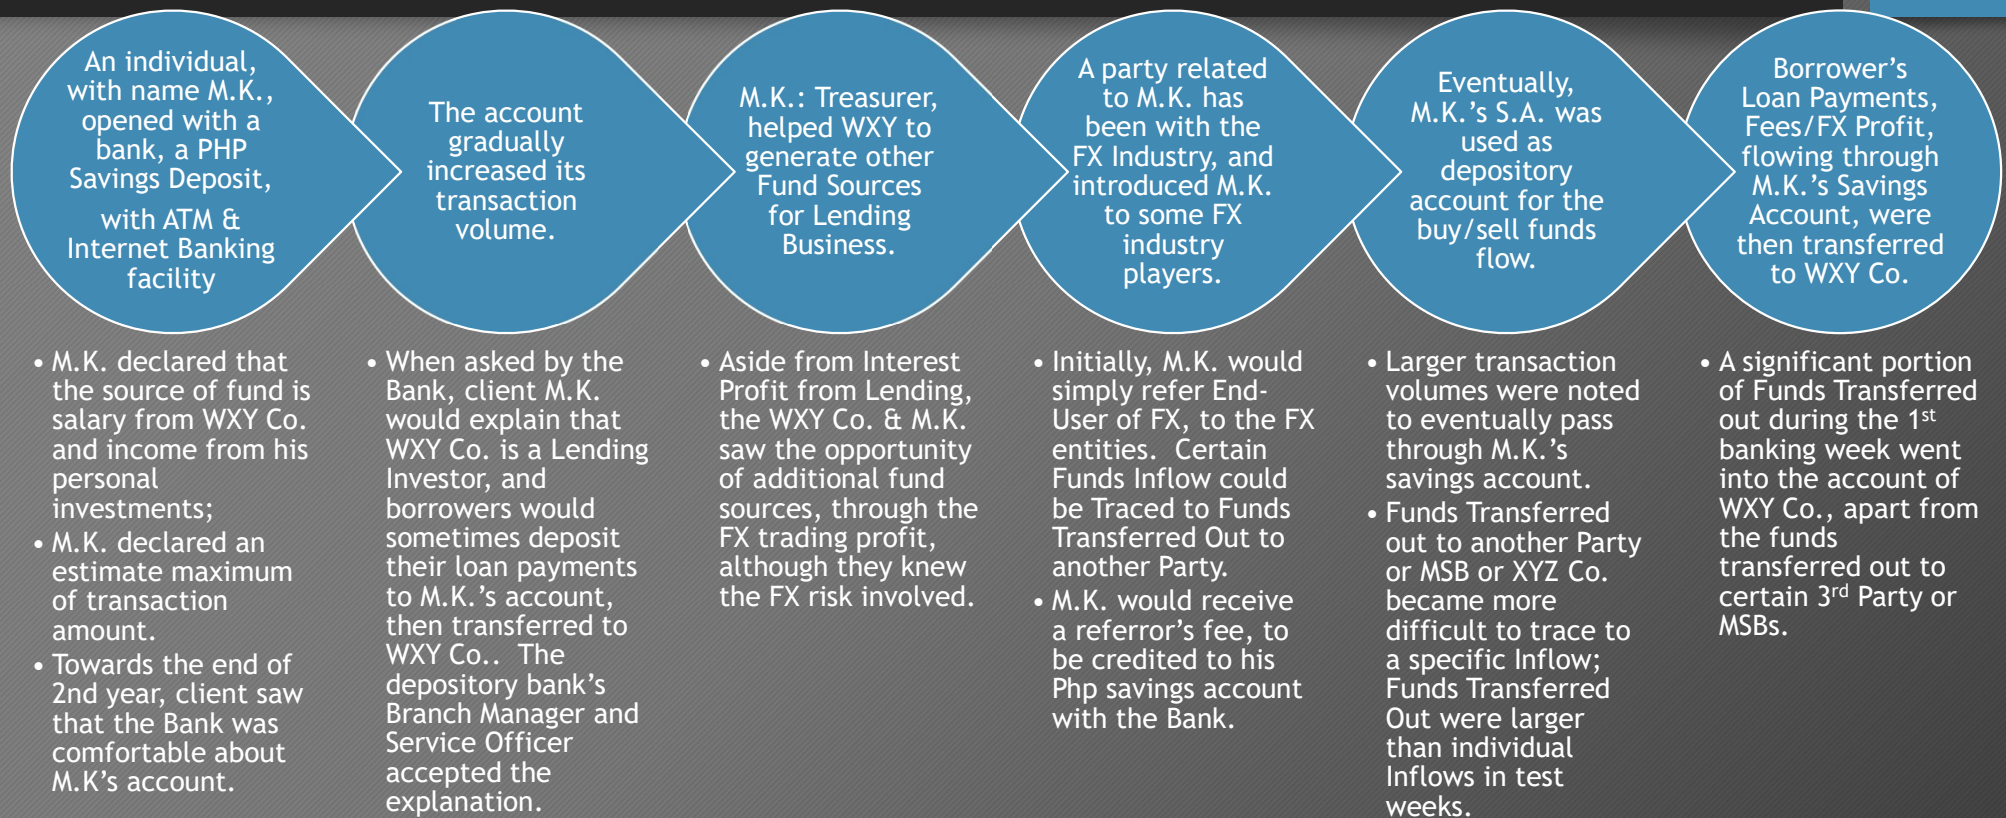 An individual,
with name M.K.,
opened with a
bank, a PHP
Savings Deposit,
with ATM &
Internet Banking
facility
• M.K. declared that
the source of fund is
salary from WXY Co.
and income from his
personal
investments;
• M.K. declared an
estimate maximum
of transaction
amount.
• Towards the end of
2nd year, client saw
that the Bank was
comfortable about
M.K's account.
The account
gradually
increased its
transaction
volume.
• When asked by the
Bank, client M.K.
would explain that
WXY Co. is a Lending
Investor, and
borrowers would
sometimes deposit
their loan payments
to M.K.'s account,
then transferred to
WXY Co.. The
depository bank's
Branch Manager and
Service Officer
accepted the
explanation.
M.K.: Treasurer,
helped WXY to
generate other
Fund Sources
for Lending
Business.
• Aside from Interest
Profit from Lending,
the WXY Co. & M.K.
saw the opportunity
of additional fund
sources, through the
FX trading profit,
although they knew
the FX risk involved.
A party related
to M.K. has
been with the
FX Industry, and
introduced M.K.
to some FX
industry
players.
• Initially, M.K. would
simply refer End-
User of FX, to the FX
entities. Certain
Funds Inflow could
be Traced to Funds
Transferred Out to
another Party.
• M.K. would receive
a referror's fee, to
be credited to his
Php savings account
with the Bank.
Eventually,
M.K.'s S.A. was
used as
depository
account for the
buy/sell funds
flow.
• Larger transaction
volumes were noted
to eventually pass
through M.K.'s
savings account.
• Funds Transferred
out to another Party
or MSB or XYZ Co.
became more
difficult to trace to
a specific Inflow;
Funds Transferred
Out were larger
than individual
Inflows in test
weeks.
Borrower's
Loan Payments,
Fees/FX Profit,
flowing through
M.K.'s Savings
Account, were
then transferred
to WXY Co.
• A significant portion
of Funds Transferred
out during the 1st
banking week went
into the account of
WXY Co., apart from
the funds
transferred out to
certain 3rd Party or
MSBs.